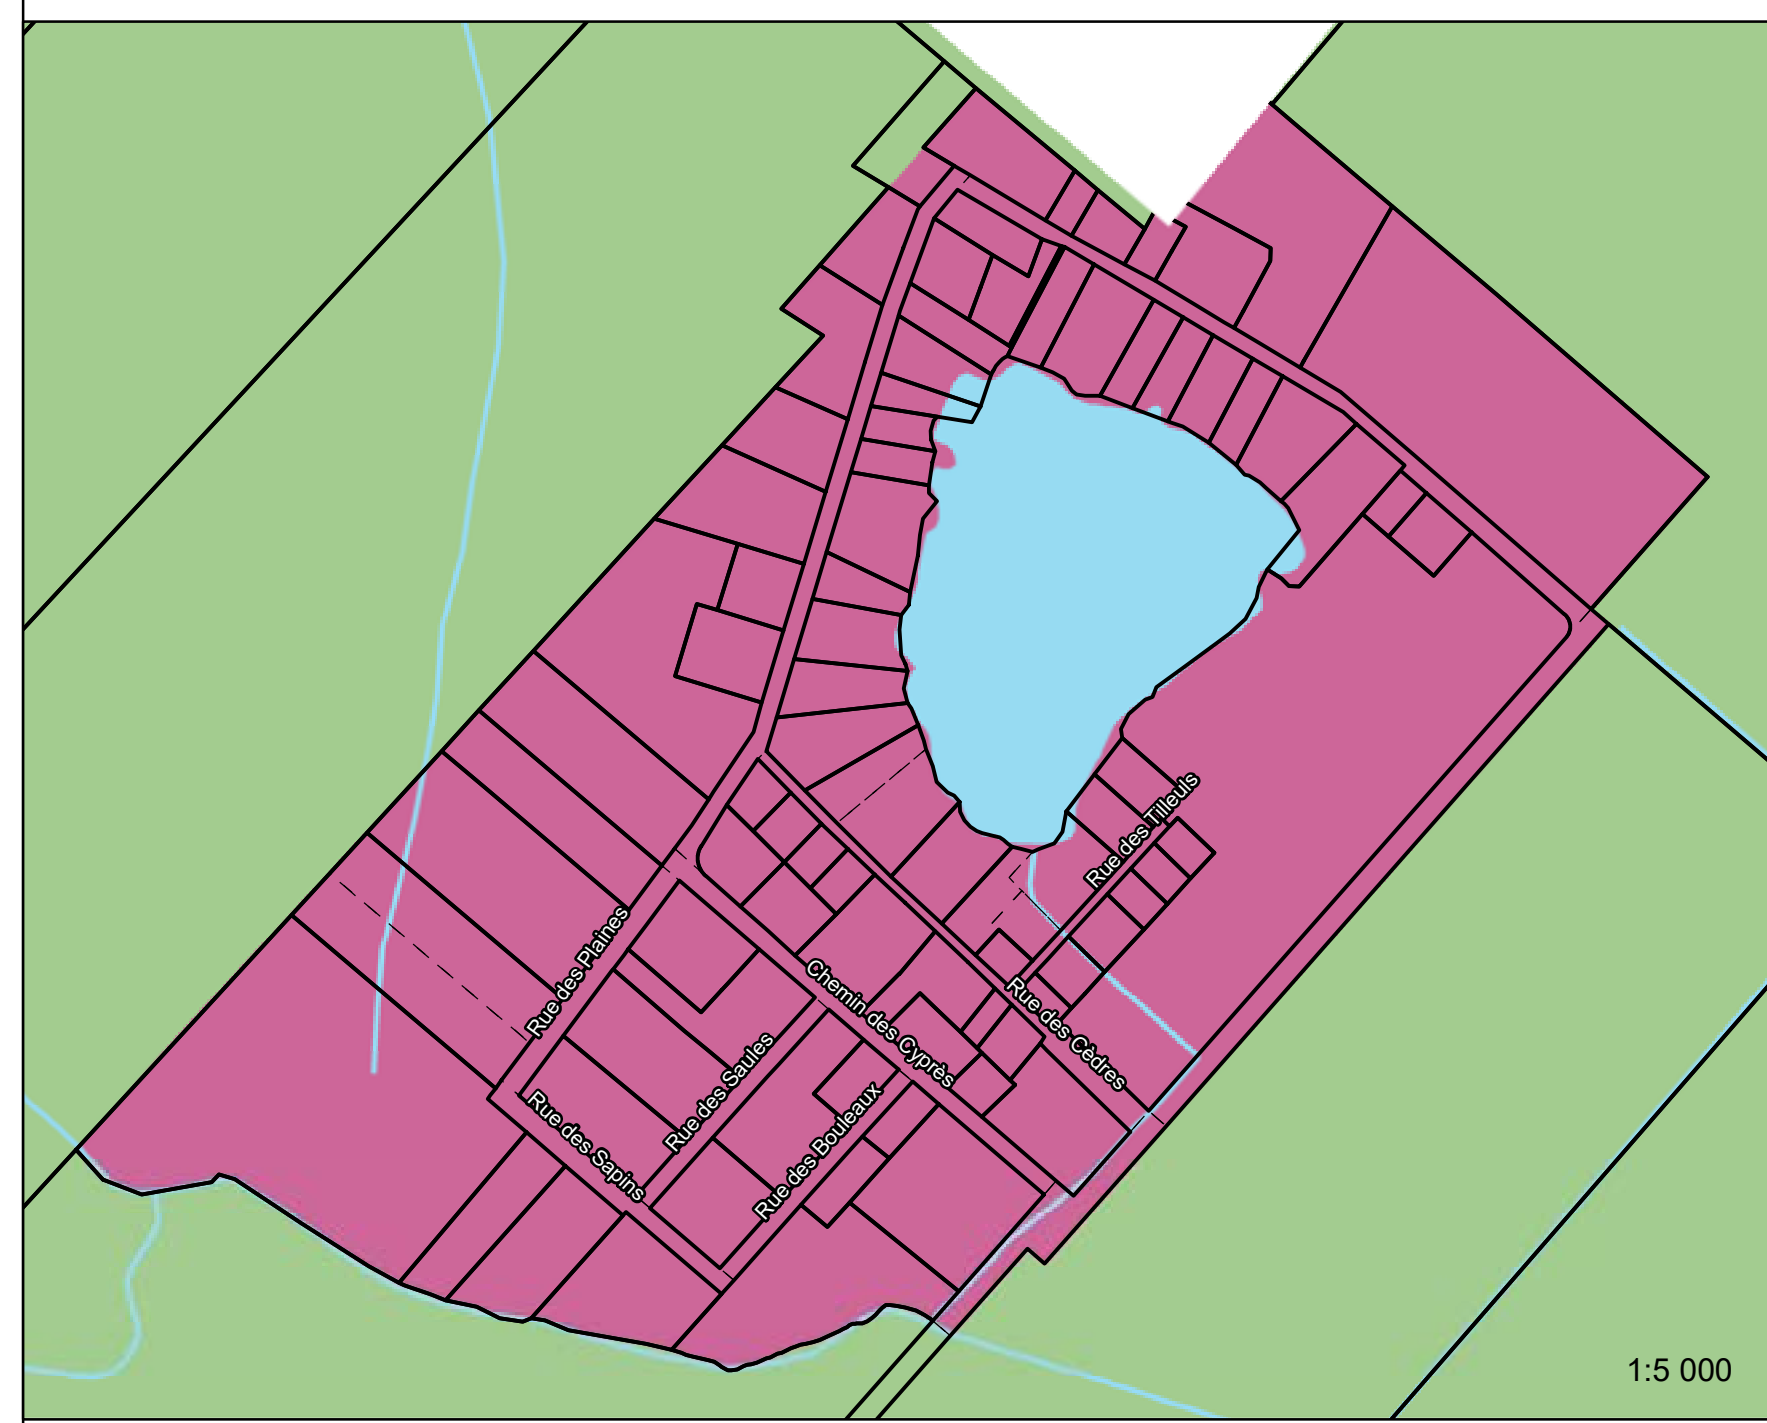 Rue des Tilleuls
Rue des Plaines
Chemin des Cyprès
Rue des Cèdres
Rue des Saules
Rue des Bouleaux
Rue des Sapins
1:5 000